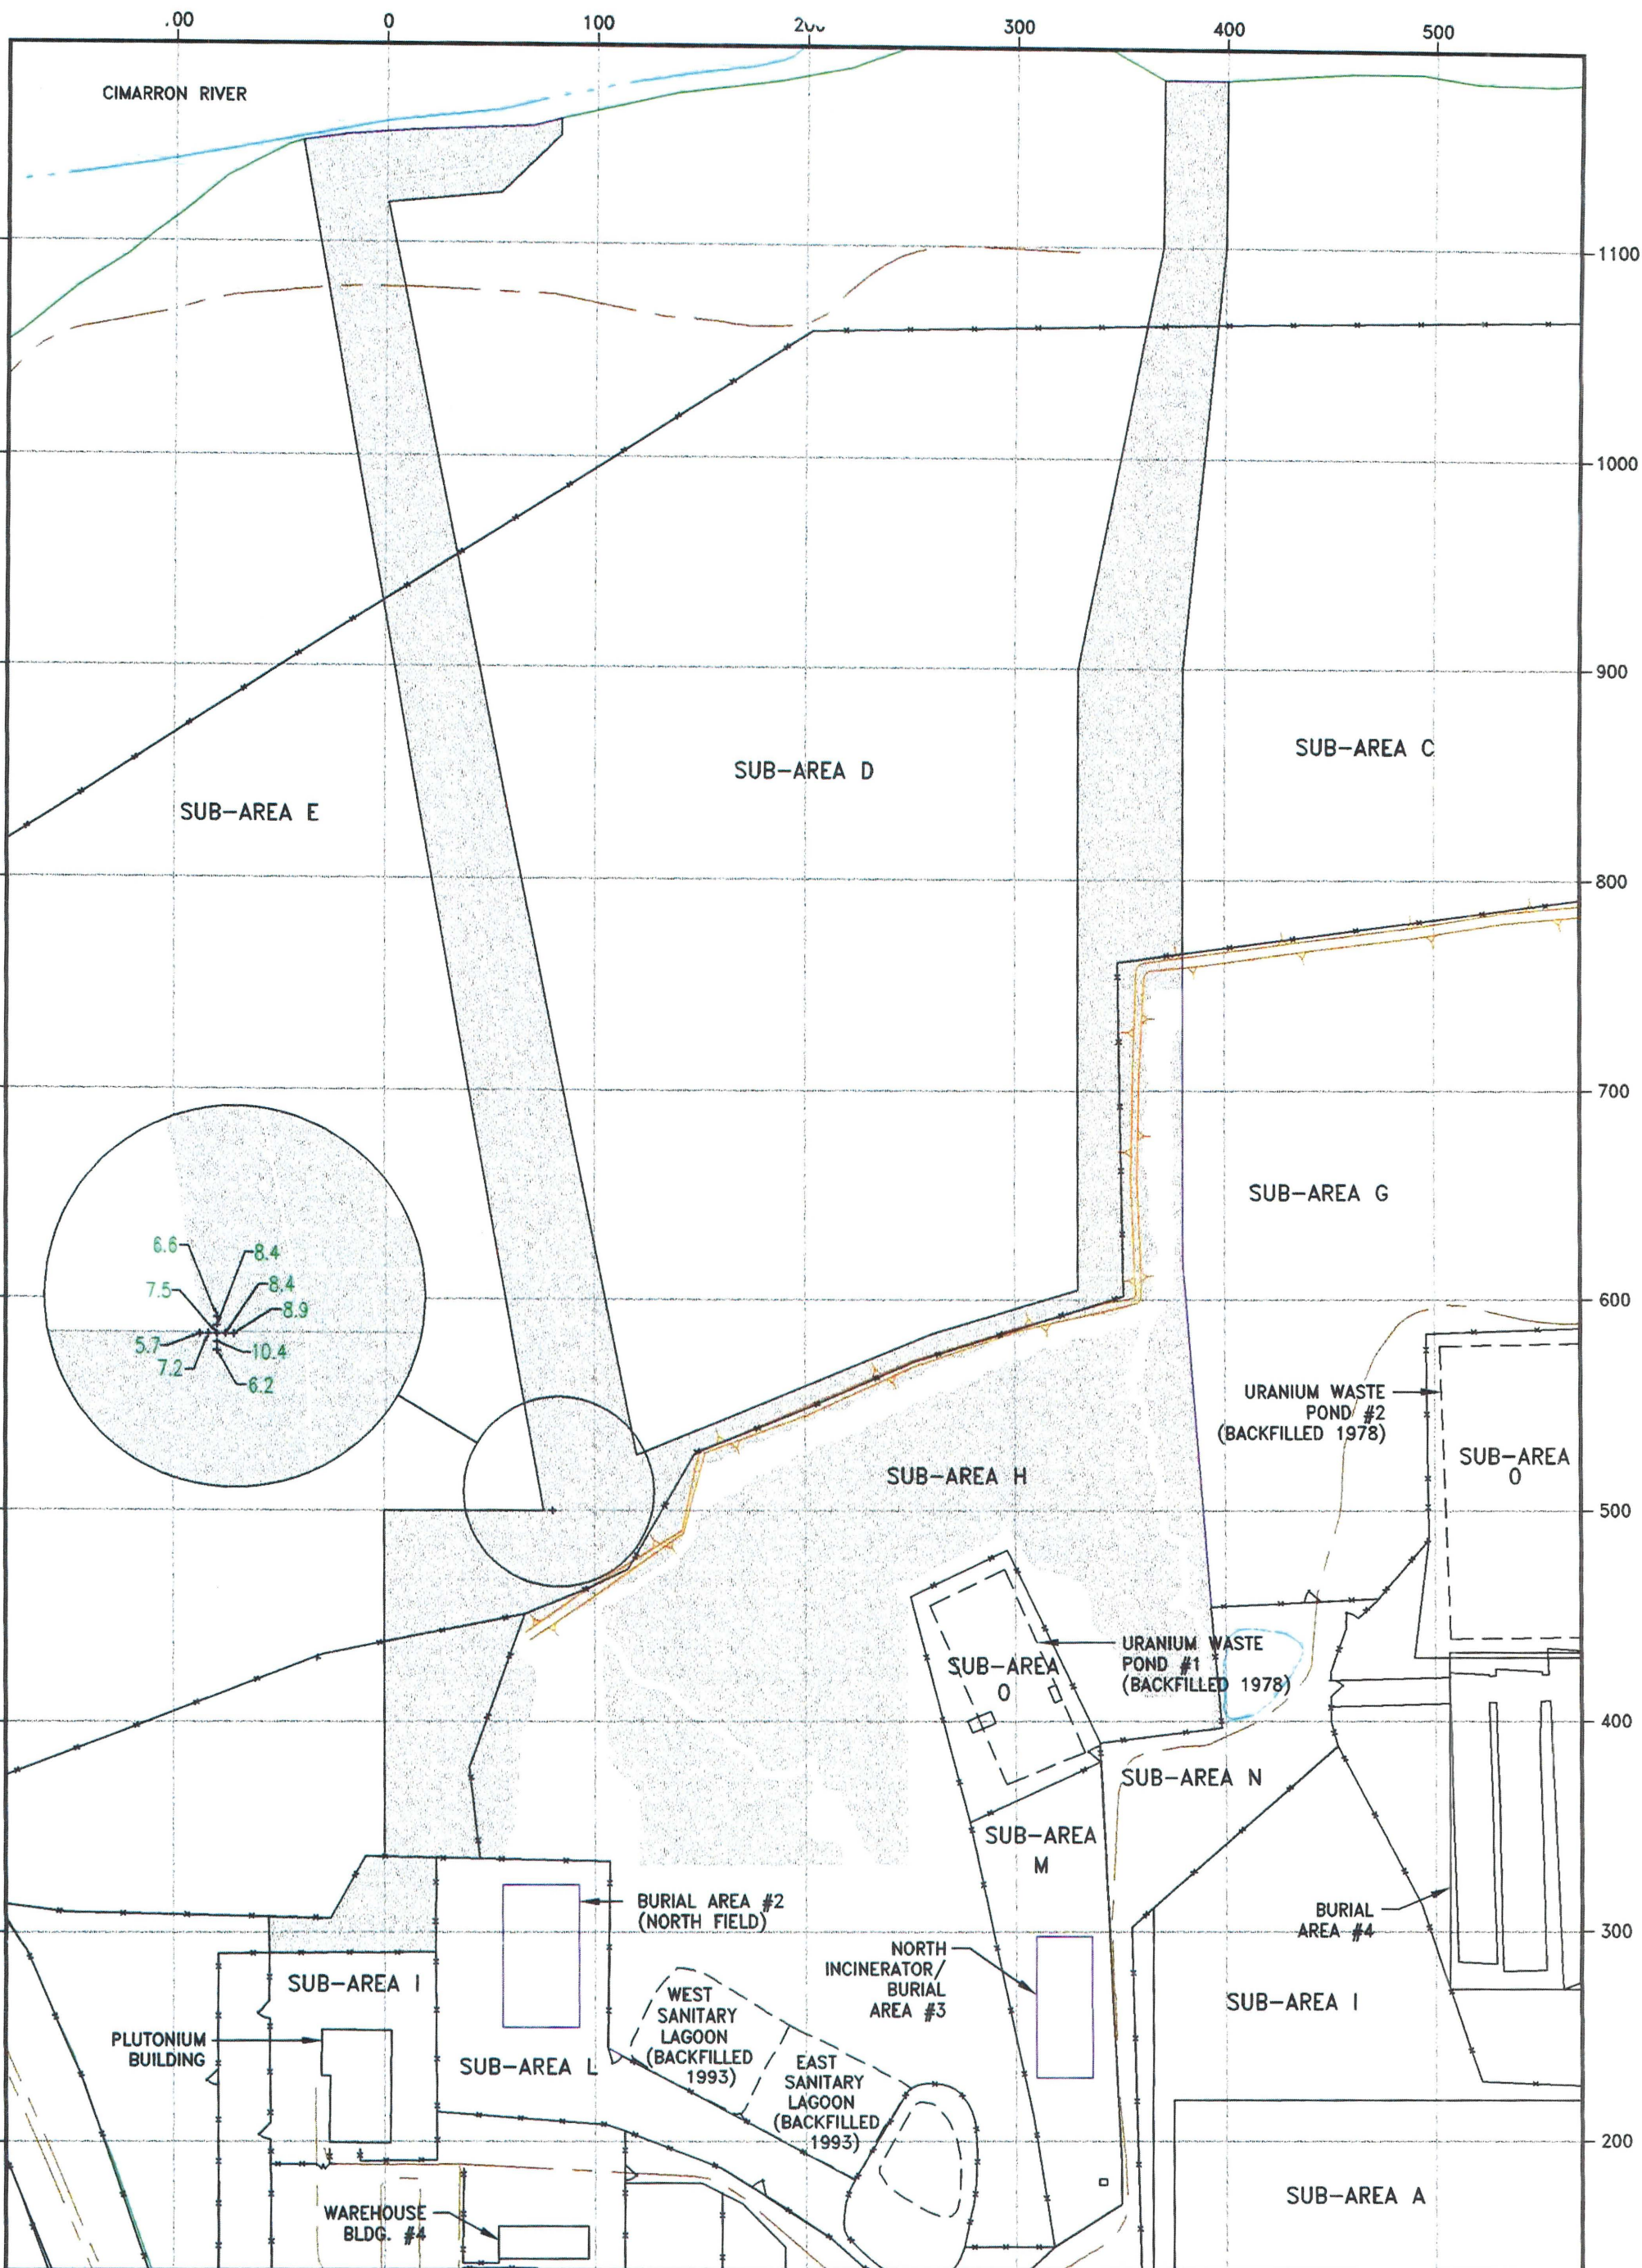 .00 0 100 300 400 500
CIMARRON RIVER
1100
1000
900
SUB-AREA C
SUB-AREA D
SUB-AREA E
800
700
SUB-AREA G
6.6
8.4
7.5
8.4
8.9
5.7
10.4
7.2
6.2
600
URANIUM WASTE
POND #2
(BACKFILLED 1978)
SUB-AREA
O
SUB-AREA H
500
URANIUM WASTE
POND #1
(BACKFILLED 1978)
SUB-AREA
O
400
SUB-AREA N
SUB-AREA
M
BURIAL AREA #2
(NORTH FIELD)
BURIAL
AREA #4
300
NORTH
INCINERATOR/
BURIAL
AREA #3
SUB-AREA I
SUB-AREA I
WEST
SANITARY
LAGOON
(BACKFILLED
1993)
PLUTONIUM
BUILDING
SUB-AREA L
EAST
SANITARY
LAGOON
(BACKFILLED
1993)
200
SUB-AREA A
WAREHOUSE
BLDG. #4